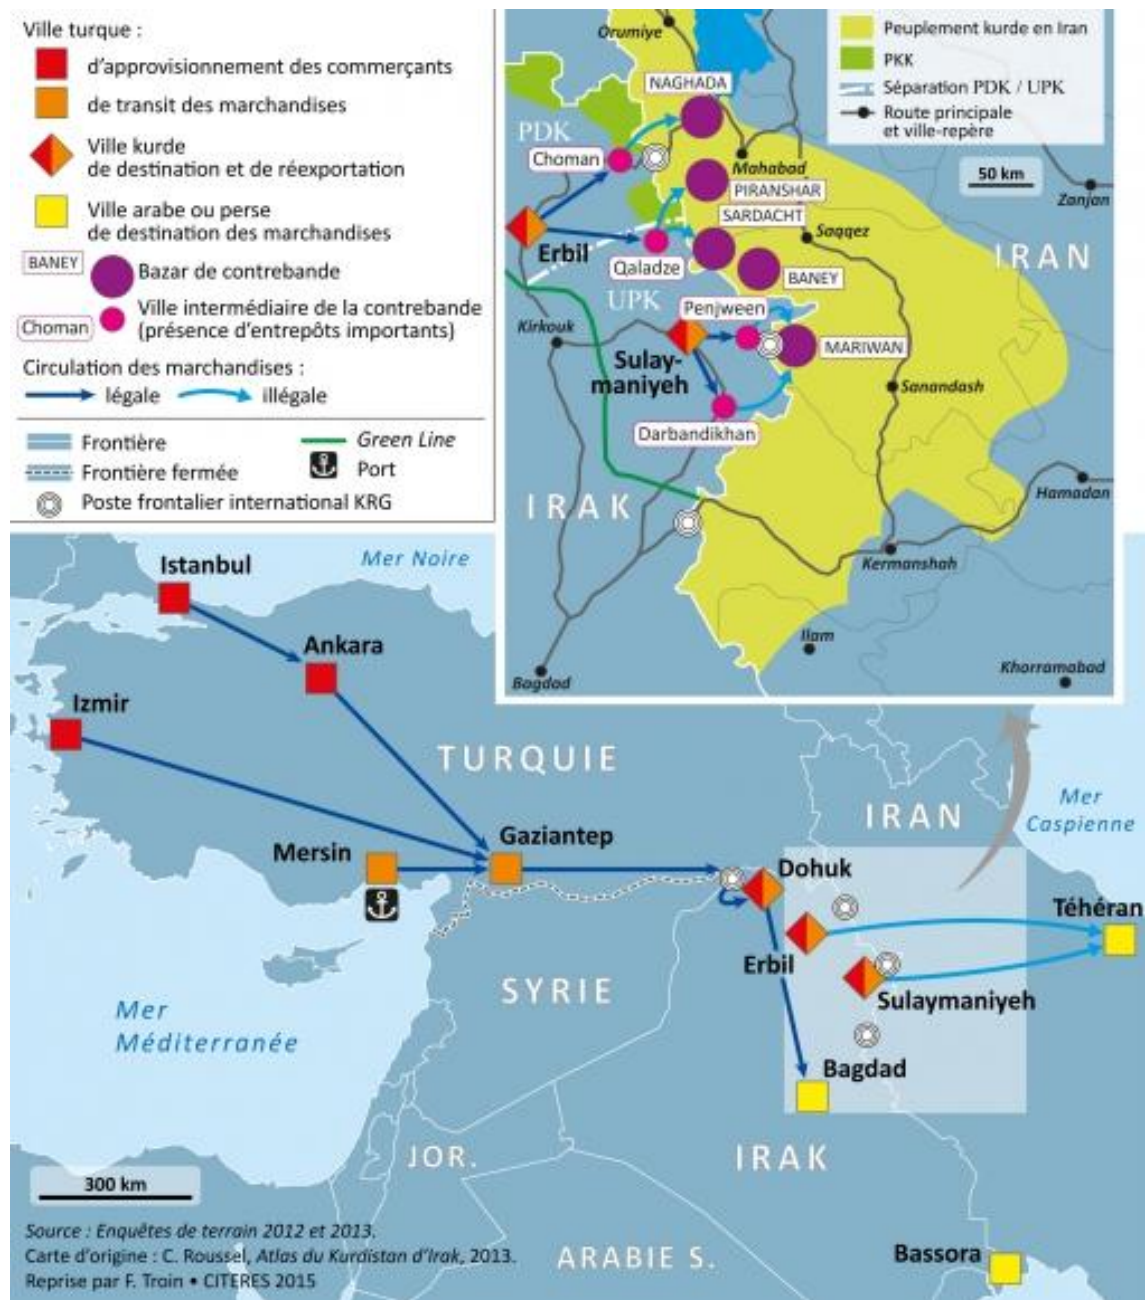 Ville turque :
d'approvisionnement des commerçants
de transit des marchandises
Ville kurde
de destination et de réexportation
Ville arabe ou perse
de destination des marchandises
BANEY
Bazar de contrebande
Choman
Ville intermédiaire de la contrebande
(présence d'entrepôts importants)
Circulation des marchandises :
légale
illégale
Frontière
Green Line
Frontière fermée
Port
Poste frontalier international KRG
Peuplement kurde en Iran
PKK
Séparation PDK / UPK
Route principale
et ville-repère
50 km
Orumiye
NAGHADA
PDK
Choman
Mahabad
PIRANSHAR
Zanjan
SARDACHT
Saqqez
Erbil
IRAN
Qaladze
BANEY
UPK
Penjween
Kirkouk
MARIWAN
Sulay-
maniyeh
Sanandash
Darbandikhan
IRAK
Hamadan
Kermanshah
Ilam
Khorramabad
Bagdad
Istanbul
Mer Noire
Ankara
Izmir
TURQUIE
IRAN
Mer
Caspienne
Gaziantep
Mersin
Dohuk
Téhéran
Erbil
SYRIE
Sulaymaniyeh
Mer
Méditerranée
Bagdad
JOR.
IRAK
300 km
Source : Enquêtes de terrain 2012 et 2013.
Carte d'origine : C. Roussel, Atlas du Kurdistan d'Irak, 2013.
Reprise par F. Troin • CITERES 2015
ARABIE S.
Bassora